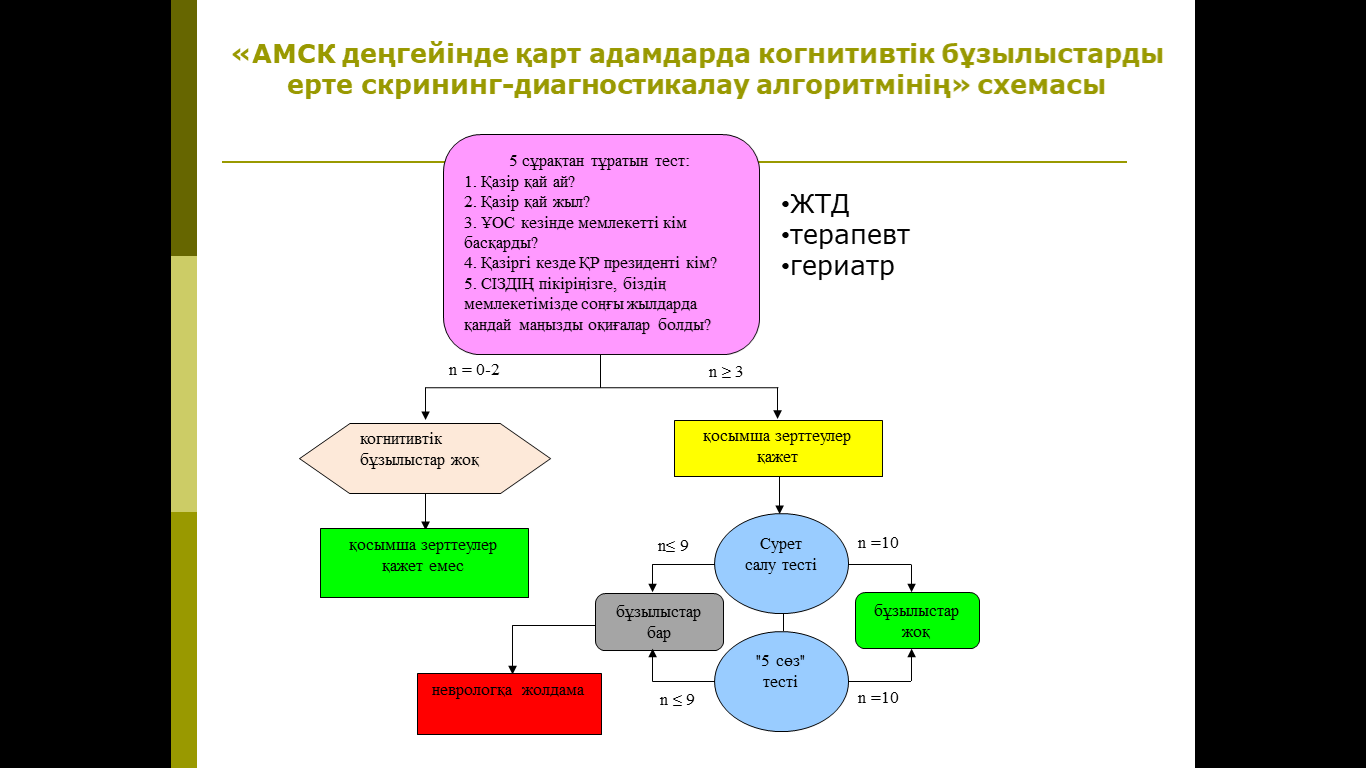 «АМСК деңгейінде қарт адамдарда когнитивтік бұзылыстарды
ерте скрининг-диагностикалау алгоритмінің» схемасы
5 сұрақтан тұратын тест:
1. Қазір қай ай?
2. Қазір қай жыл?
3. ҰОС кезінде мемлекетті кім
басқарды?
4. Қазіргі кезде ҚР президенті кім?
5. СІЗДІҢ пікіріңізге, біздің
мемлекетімізде соңғы жылдарда
қандай маңызды оқиғалар болды?
•ЖТД
•терапевт
•гериатр
n = 0-2
n ≥ 3
когнитивтік
бұзылыстар жоқ
қосымша зерттеулер
қажет
қосымша зерттеулер
қажет емес
n≤ 9
Сурет
салу тесті
n =10
бұзылыстар
бар
бұзылыстар
жоқ
"5 сөз"
тесті
n ≤ 9
n =10
неврологқа жолдама